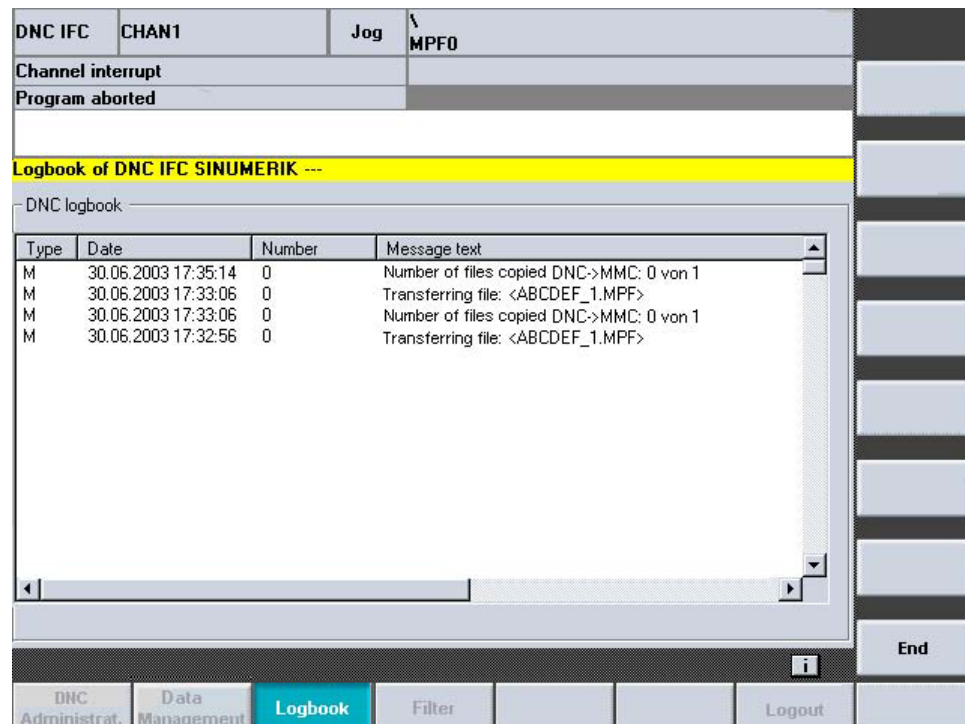 DNC IFC CHAN1 Jog \
MPF0
Channel interrupt
Program aborted
Logbook of DNC IFC SINUMERIK ---
DNC logbook
Type Date Number Message text
M 30.06.2003 17:35:14 0 Number of files copied DNC->MMC: 0 von 1
M 30.06.2003 17:33:06 0 Transferring file: <ABCDEF_1.MPF>
M 30.06.2003 17:33:06 0 Number of files copied DNC->MMC: 0 von 1
M 30.06.2003 17:32:56 0 Transferring file: <ABCDEF_1.MPF>
End
i
DNC Administrat. Data Management Logbook Filter Logout